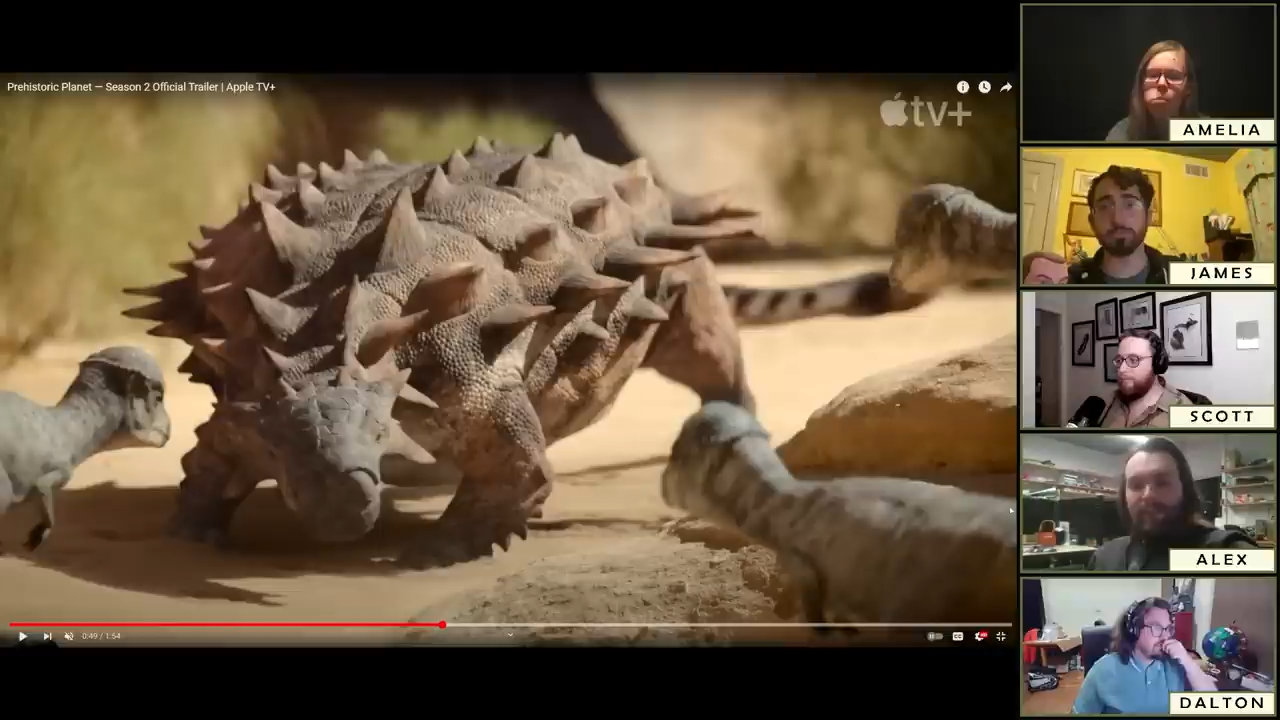 Prehistoric Planet — Season 2 Official Trailer | Apple TV+
tv+
0:49 / 1:54
AMELIA
JAMES
SCOTT
ALEX
DALTON